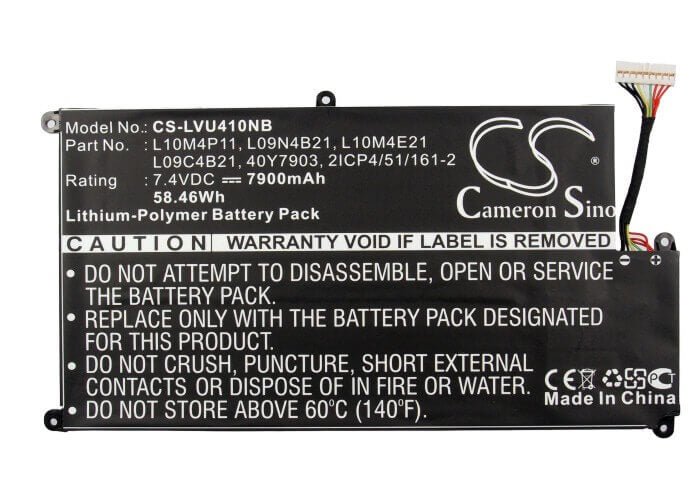 Model No.: CS-LVU410NB
Part No. : L10M4P11, L09N4B21, L10M4E21
L09C4B21, 40Y7903, 2ICP4/51/161-2
Rating : 7.4VDC ⎓ 7900mAh
58.46Wh
Lithium-Polymer Battery Pack
CS
Cameron Sino
CAUTION WARRANTY VOID IF LABEL IS REMOVED
• DO NOT ATTEMPT TO DISASSEMBLE, OPEN OR SERVICE
THE BATTERY PACK.
• REPLACE ONLY WITH THE BATTERY PACK DESIGNATED
FOR THIS PRODUCT.
• DO NOT CRUSH, PUNCTURE, SHORT EXTERNAL
CONTACTS, OR DISPOSE OF IN FIRE OR WATER.
• DO NOT STORE ABOVE 60°C (140°F).
CE PCT
Made In China